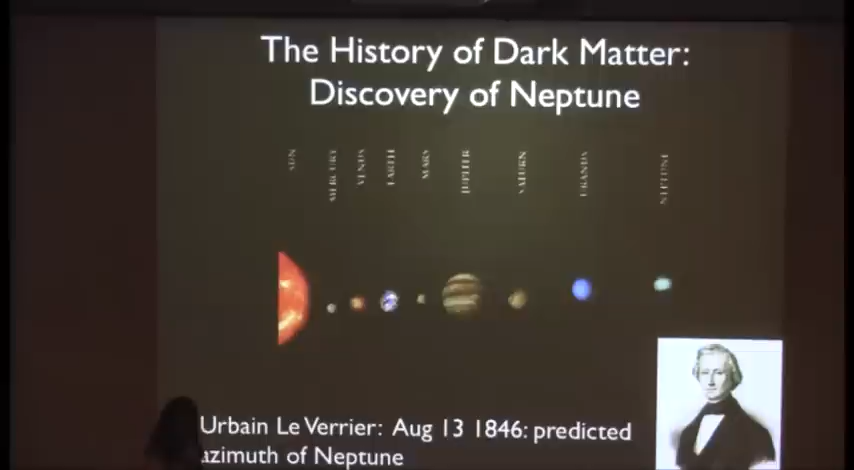 The History of Dark Matter:
Discovery of Neptune
SUN MERCURY VENUS EARTH MARS JUPITER SATURN URANUS NEPTUNE
Urbain Le Verrier: Aug 13 1846: predicted
azimuth of Neptune